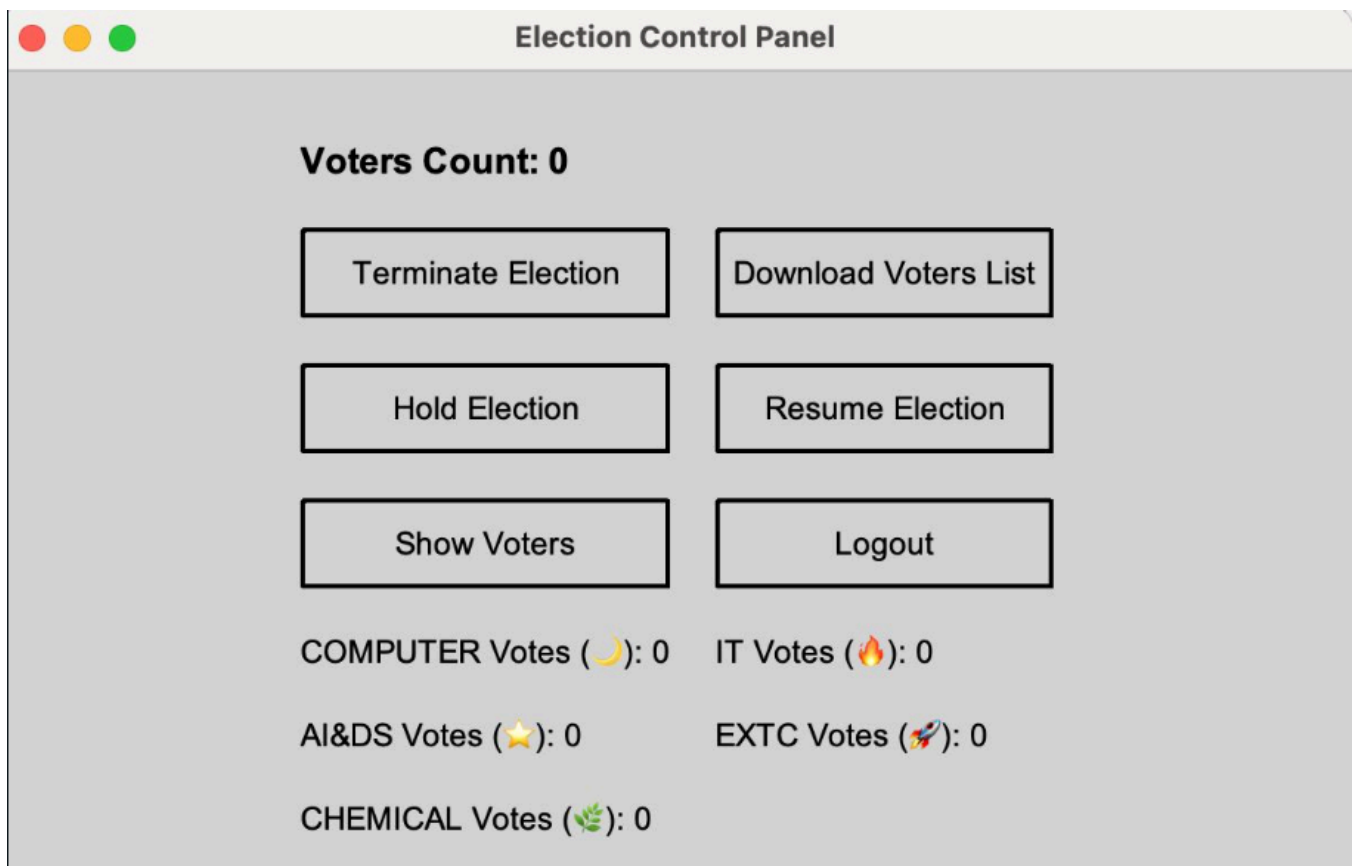 Election Control Panel
Voters Count: 0
Terminate Election
Download Voters List
Hold Election
Resume Election
Show Voters
Logout
COMPUTER Votes (🌙): 0
IT Votes (🔥): 0
AI&DS Votes (⭐): 0
EXTC Votes (🚀): 0
CHEMICAL Votes (🌿): 0